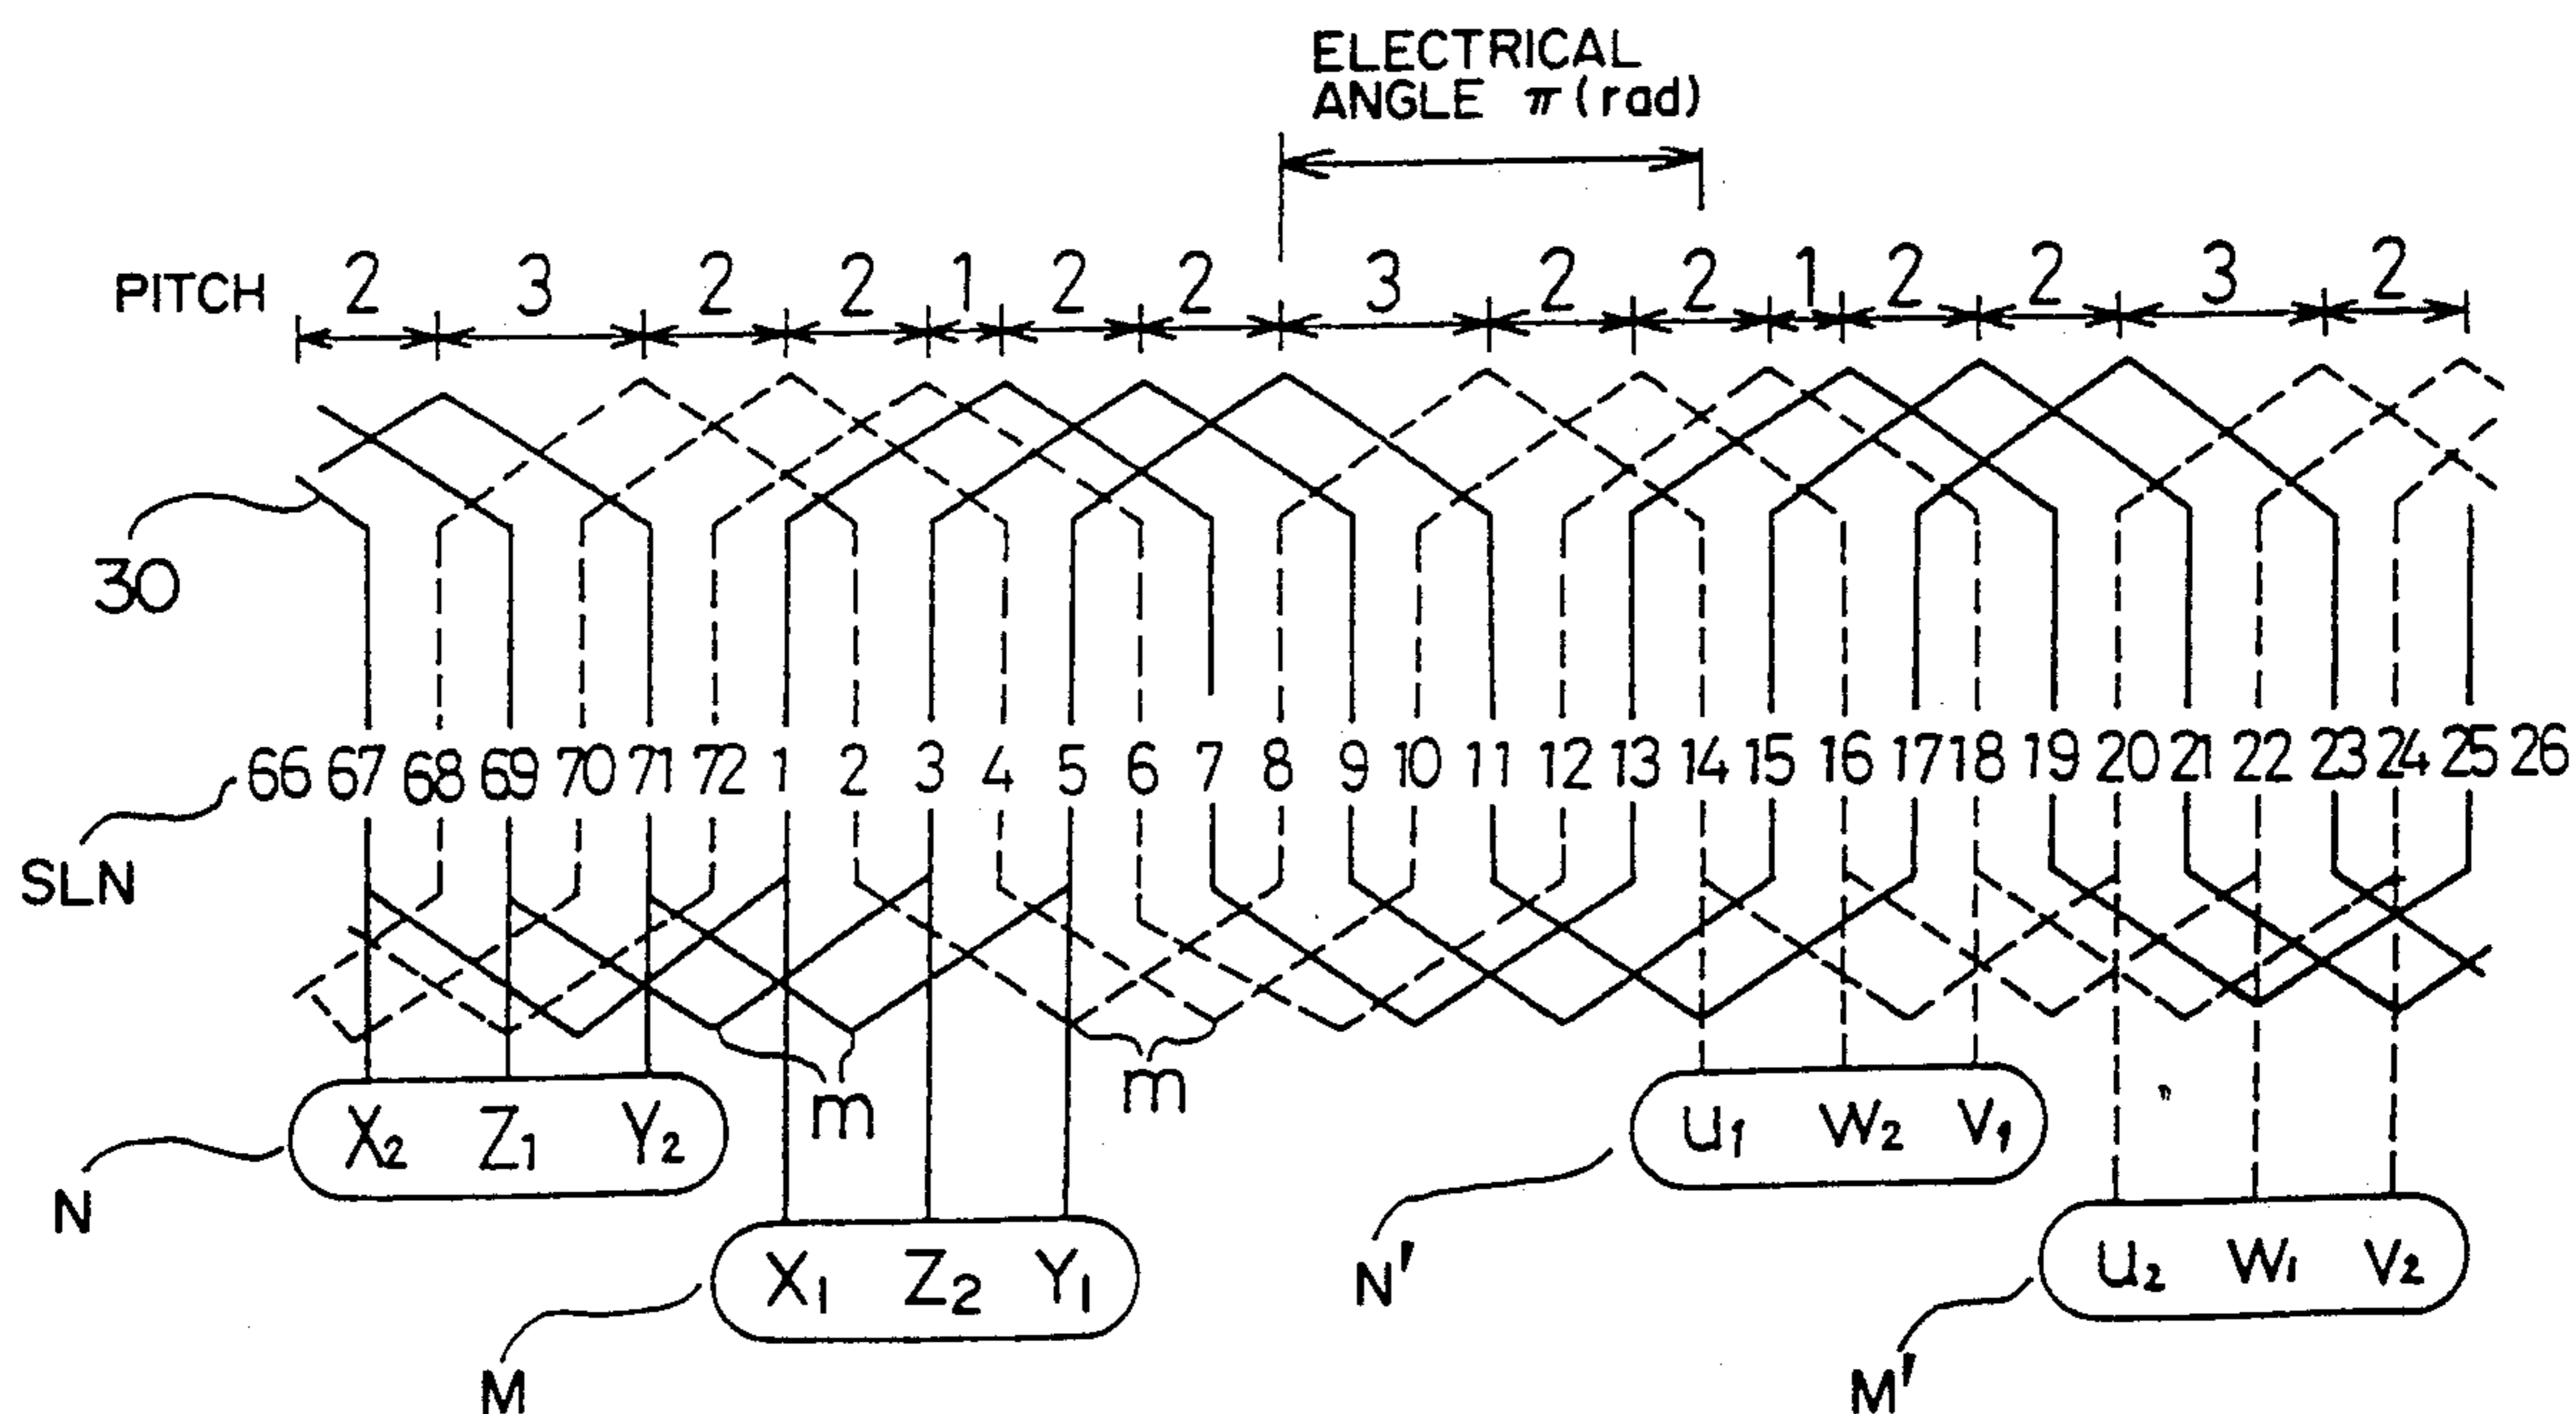 ELECTRICAL
ANGLE π (rad)
PITCH 2 3 2 2 1 2 2 3 2 2 1 2 2 3 2
30
66 67 68 69 70 71 72 1 2 3 4 5 6 7 8 9 10 11 12 13 14 15 16 17 18 19 20 21 22 23 24 25 26
SLN
m m
X2 Z1 Y2
U1 W2 V1
N
X1 Z2 Y1
N'
U2 W1 V2
M
M'